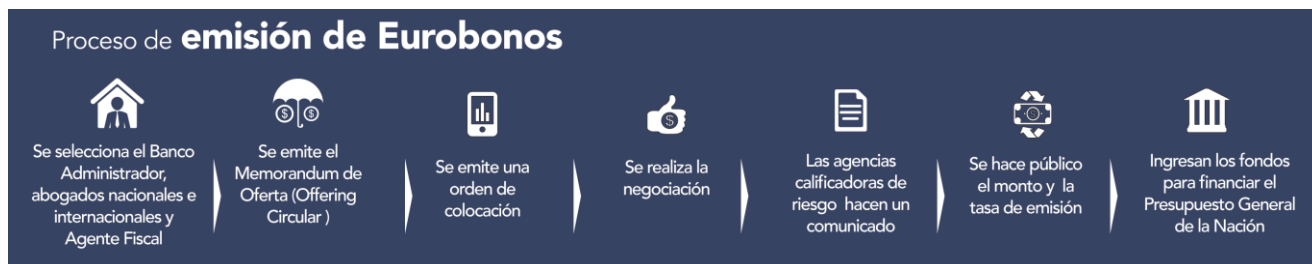 Proceso de emisión de Eurobonos
Se selecciona el Banco
Administrador,
abogados nacionales e
internacionales y
Agente Fiscal
Se emite el
Memorandum de
Oferta (Offering
Circular )
Se emite una
orden de
colocación
Se realiza la
negociación
Las agencias
calificadoras de
riesgo hacen un
comunicado
Se hace público
el monto y la
tasa de emisión
Ingresan los fondos
para financiar el
Presupuesto General
de la Nación